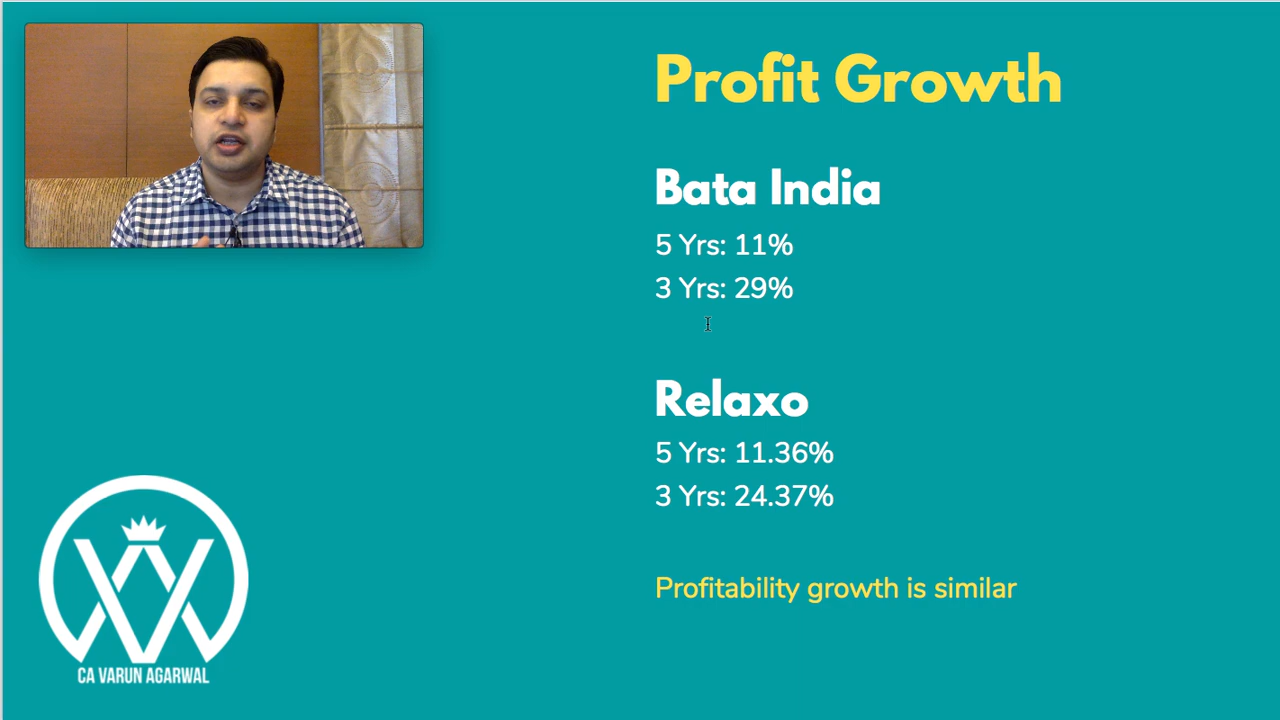 Profit Growth
Bata India
5 Yrs: 11%
3 Yrs: 29%
Relaxo
5 Yrs: 11.36%
3 Yrs: 24.37%
Profitability growth is similar
CA VARUN AGARWAL